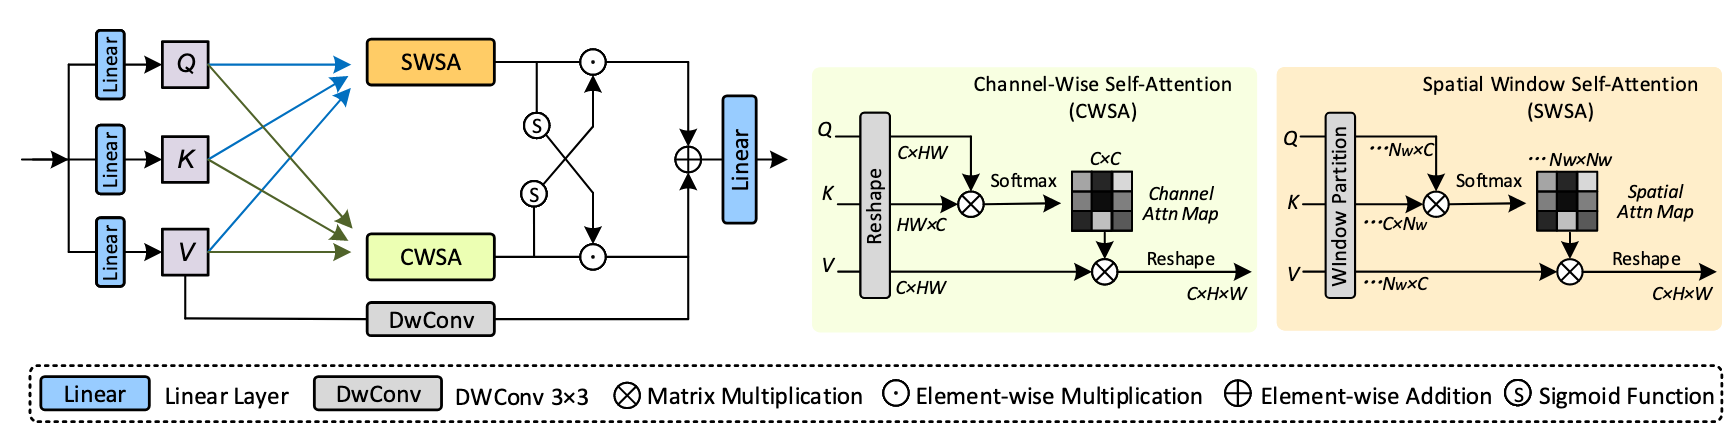 Linear
Q
SWSA
S
Linear
K
S
Linear
Linear
V
CWSA
DwConv
Channel-Wise Self-Attention
(CWSA)
Q
K
V
Reshape
C×HW
HW×C
C×HW
Softmax
C×C
Channel
Attn Map
Reshape
C×H×W
Spatial Window Self-Attention
(SWSA)
Q
K
V
WIndow Partition
···Nw×C
···C×Nw
···Nw×C
Softmax
··· Nw×Nw
Spatial
Attn Map
Reshape
C×H×W
Linear Linear Layer DwConv DWConv 3×3 Matrix Multiplication Element-wise Multiplication Element-wise Addition S Sigmoid Function